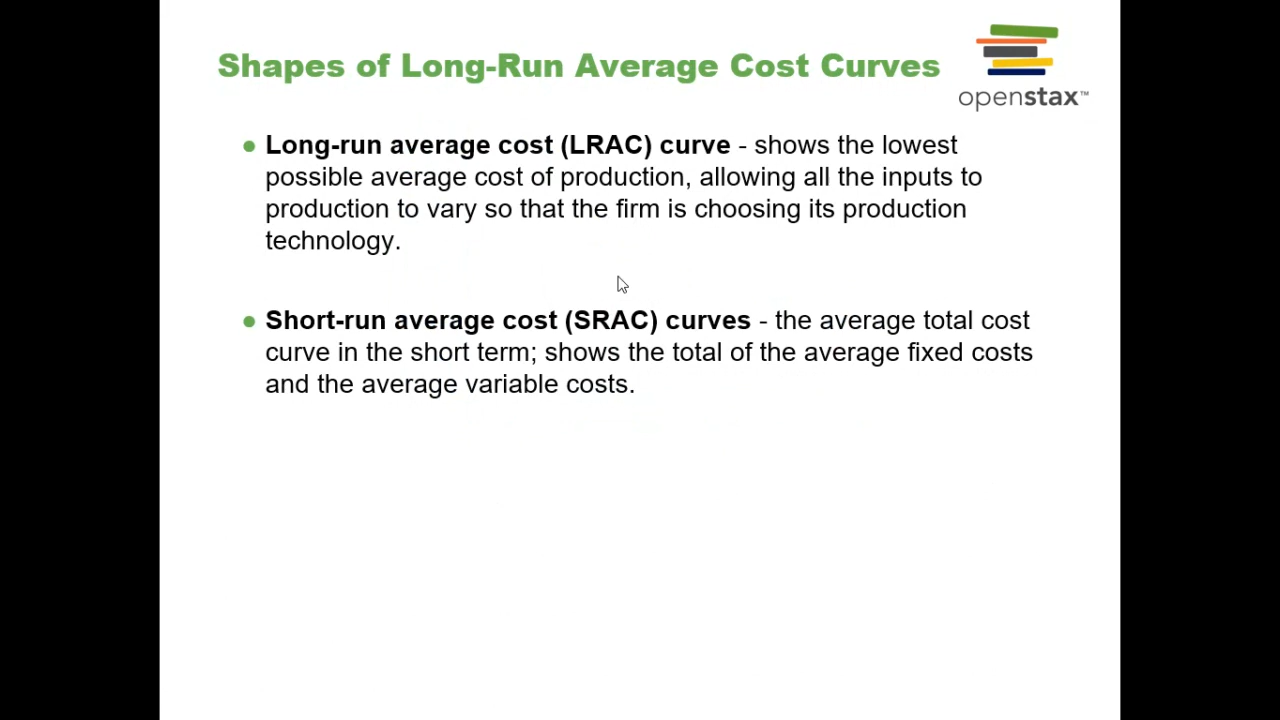 Shapes of Long-Run Average Cost Curves
openstax™
● Long-run average cost (LRAC) curve - shows the lowest
possible average cost of production, allowing all the inputs to
production to vary so that the firm is choosing its production
technology.
● Short-run average cost (SRAC) curves - the average total cost
curve in the short term; shows the total of the average fixed costs
and the average variable costs.